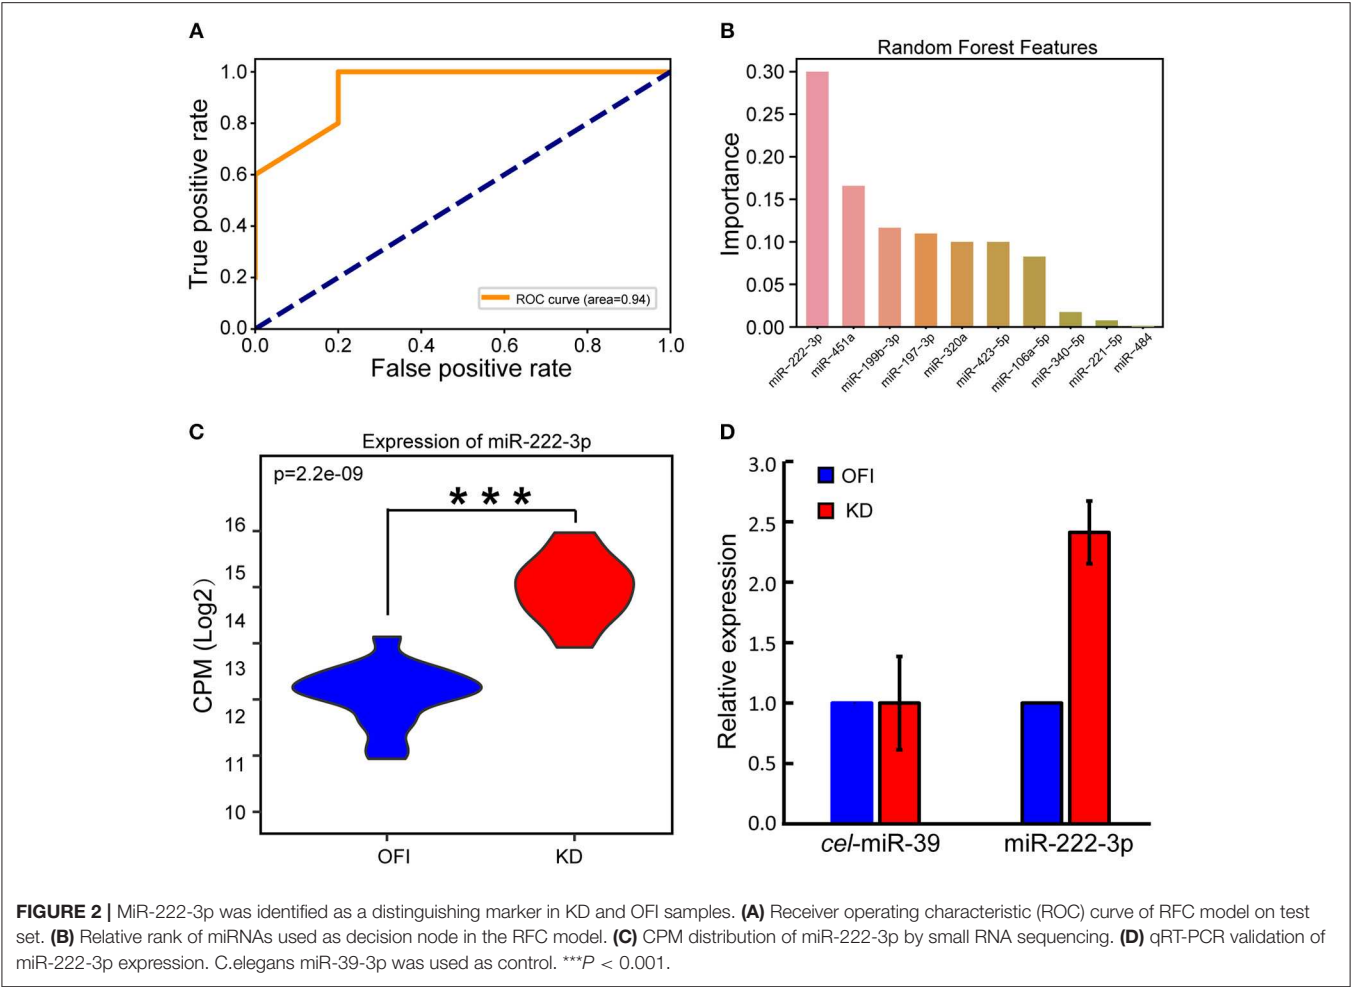 A
True positive rate
1.0
0.8
0.6
0.4
0.2
0.0
ROC curve (area=0.94)
0.0 0.2 0.4 0.6 0.8 1.0
False positive rate
B
Random Forest Features
Importance
0.30
0.25
0.20
0.15
0.10
0.05
0.00
miR−222−3p
miR−451a
miR−199b−3p
miR−197−3p
miR−320a
miR−423−5p
miR−106a−5p
miR−340−5p
miR−221−5p
miR−484
C
Expression of miR-222-3p
p=2.2e-09
***
CPM (Log2)
16
15
14
13
12
11
10
OFI KD
D
Relative expression
3.0
2.5
2.0
1.5
1.0
0.5
0.0
OFI
KD
cel-miR-39 miR-222-3p
FIGURE 2 | MiR-222-3p was identified as a distinguishing marker in KD and OFI samples. (A) Receiver operating characteristic (ROC) curve of RFC model on test
set. (B) Relative rank of miRNAs used as decision node in the RFC model. (C) CPM distribution of miR-222-3p by small RNA sequencing. (D) qRT-PCR validation of
miR-222-3p expression. C.elegans miR-39-3p was used as control. ***P < 0.001.